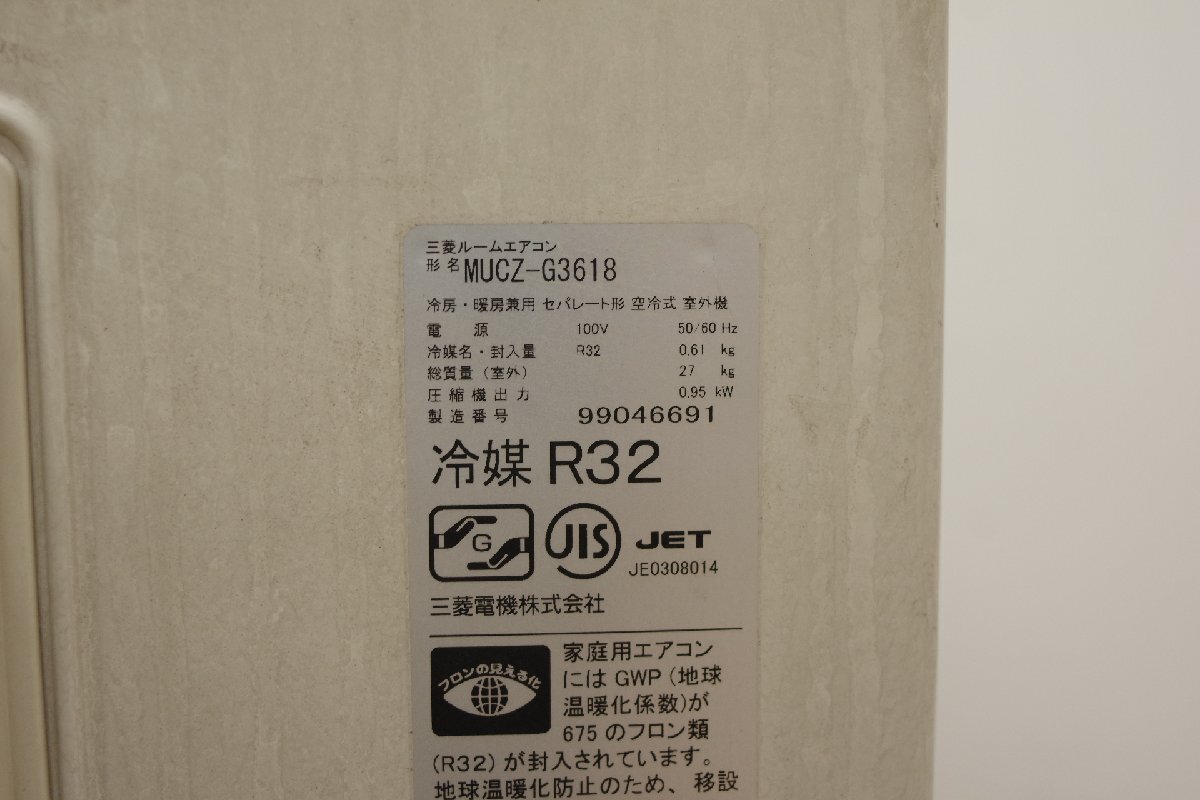 三菱ルームエアコン
形名 MUCZ-G3618
冷房・暖房兼用 セパレート形 空冷式 室外機
電源 100V 50/60 Hz
冷媒名・封入量 R32 0.61 kg
総質量(室外) 27 kg
圧縮機出力 0.95 kW
製造番号 99046691
冷媒 R32
G JIS JET
JE0308014
三菱電機株式会社
フロンの見える化
家庭用エアコン
にはGWP(地球
温暖化係数)が
675のフロン類
(R32)が封入されています。
地球温暖化防止のため、移設